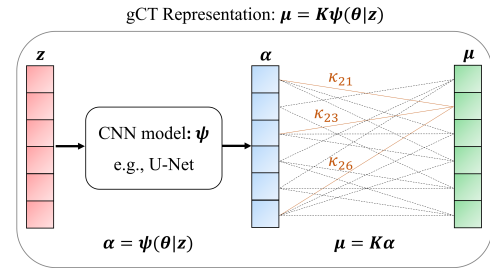 gCT Representation: μ = Kψ(θ|z)
z
α
μ
κ21
κ23
κ26
CNN model: ψ
e.g., U-Net
α = ψ(θ|z)
μ = Kα